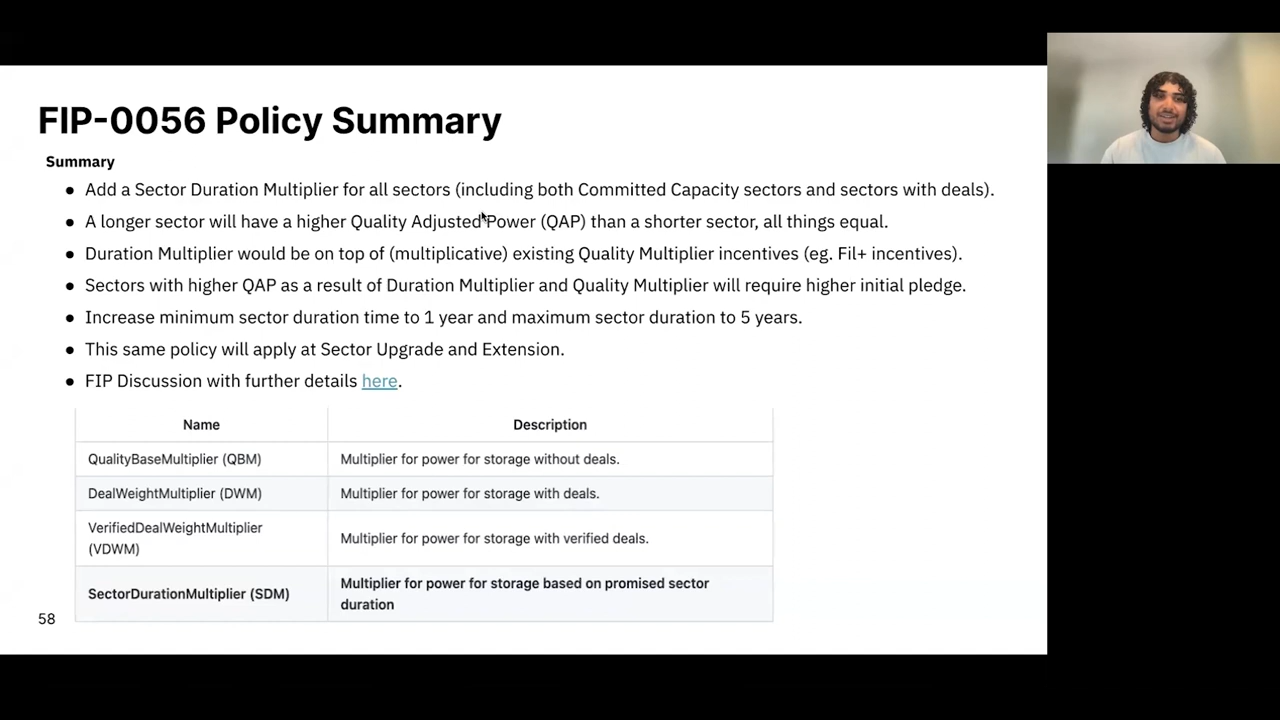 FIP-0056 Policy Summary
Summary
● Add a Sector Duration Multiplier for all sectors (including both Committed Capacity sectors and sectors with deals).
● A longer sector will have a higher Quality Adjusted Power (QAP) than a shorter sector, all things equal.
● Duration Multiplier would be on top of (multiplicative) existing Quality Multiplier incentives (eg. Fil+ incentives).
● Sectors with higher QAP as a result of Duration Multiplier and Quality Multiplier will require higher initial pledge.
● Increase minimum sector duration time to 1 year and maximum sector duration to 5 years.
● This same policy will apply at Sector Upgrade and Extension.
● FIP Discussion with further details here.
Name Description
QualityBaseMultiplier (QBM) Multiplier for power for storage without deals.
DealWeightMultiplier (DWM) Multiplier for power for storage with deals.
VerifiedDealWeightMultiplier
(VDWM) Multiplier for power for storage with verified deals.
SectorDurationMultiplier (SDM) Multiplier for power for storage based on promised sector
duration
58